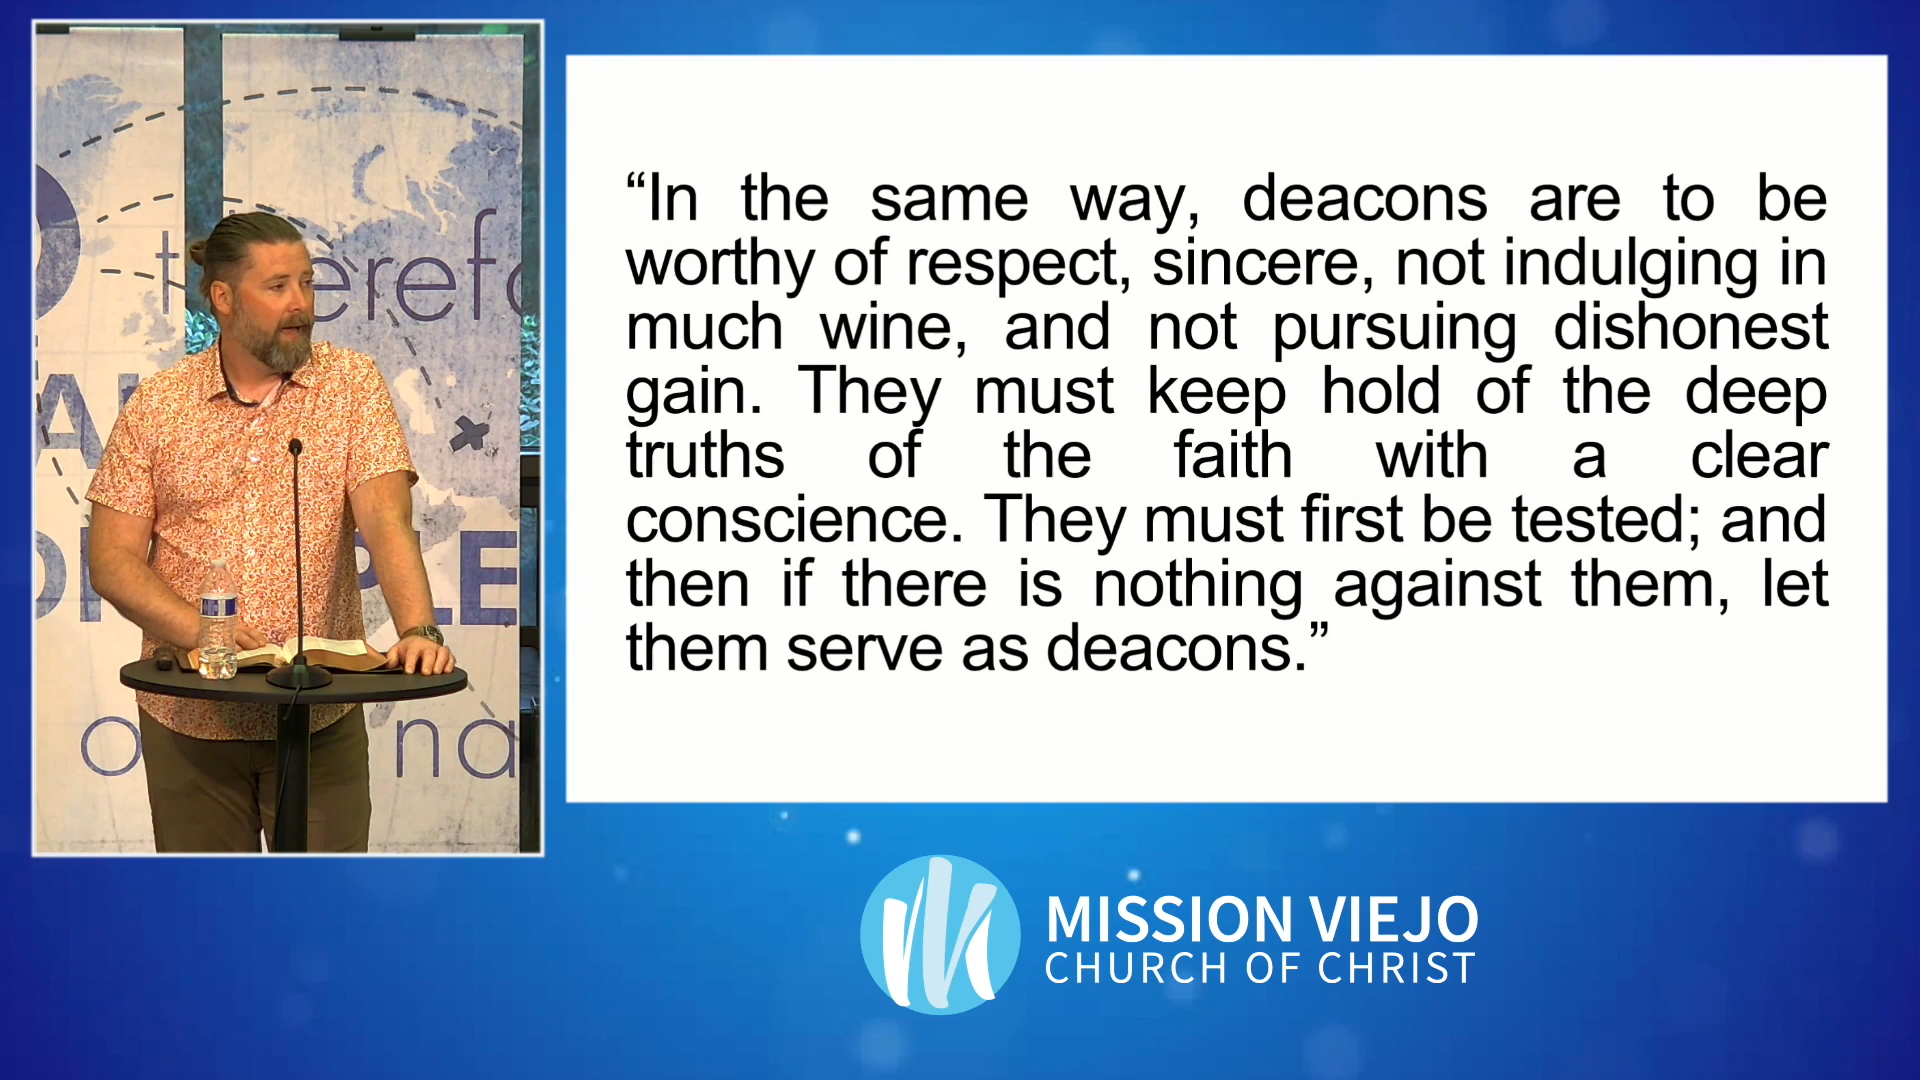 therefo
PLE
“In the same way, deacons are to be
worthy of respect, sincere, not indulging in
much wine, and not pursuing dishonest
gain. They must keep hold of the deep
truths of the faith with a clear
conscience. They must first be tested; and
then if there is nothing against them, let
them serve as deacons.”
MISSION VIEJO
CHURCH OF CHRIST